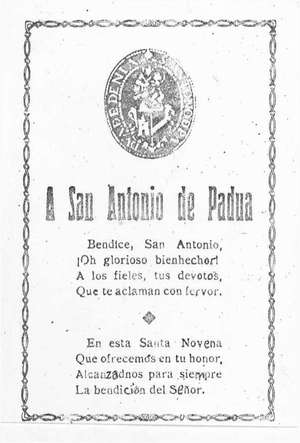 A San Antonio de Padua
Bendice, San Antonio,
¡Oh glorioso bienhechor!
A los fieles, tus devotos,
Que te aclaman con fervor.
En esta Santa Novena
Que ofrecemos en tu honor,
Alcanzadnos para siempre
La bendición del Señor.